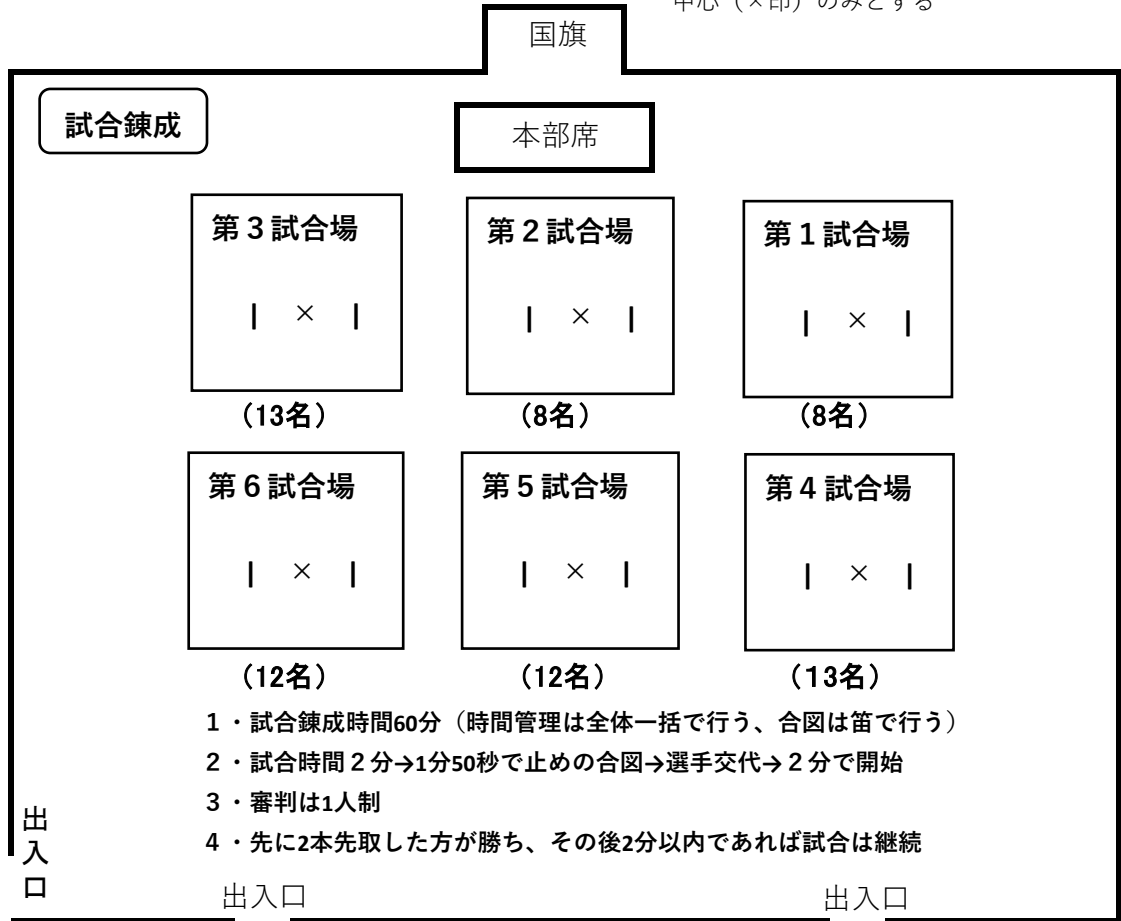 中心（×印）のみとする
国旗
試合錬成
本部席
第３試合場
第２試合場
第１試合場
| × |
| × |
| × |
（13名）
（8名）
（8名）
第６試合場
第５試合場
第４試合場
| × |
| × |
| × |
（12名）
（12名）
（13名）
１・試合錬成時間60分（時間管理は全体一括で行う、合図は笛で行う）
２・試合時間２分→1分50秒で止めの合図→選手交代→２分で開始
３・審判は1人制
４・先に2本先取した方が勝ち、その後2分以内であれば試合は継続
出入口
出入口
出入口